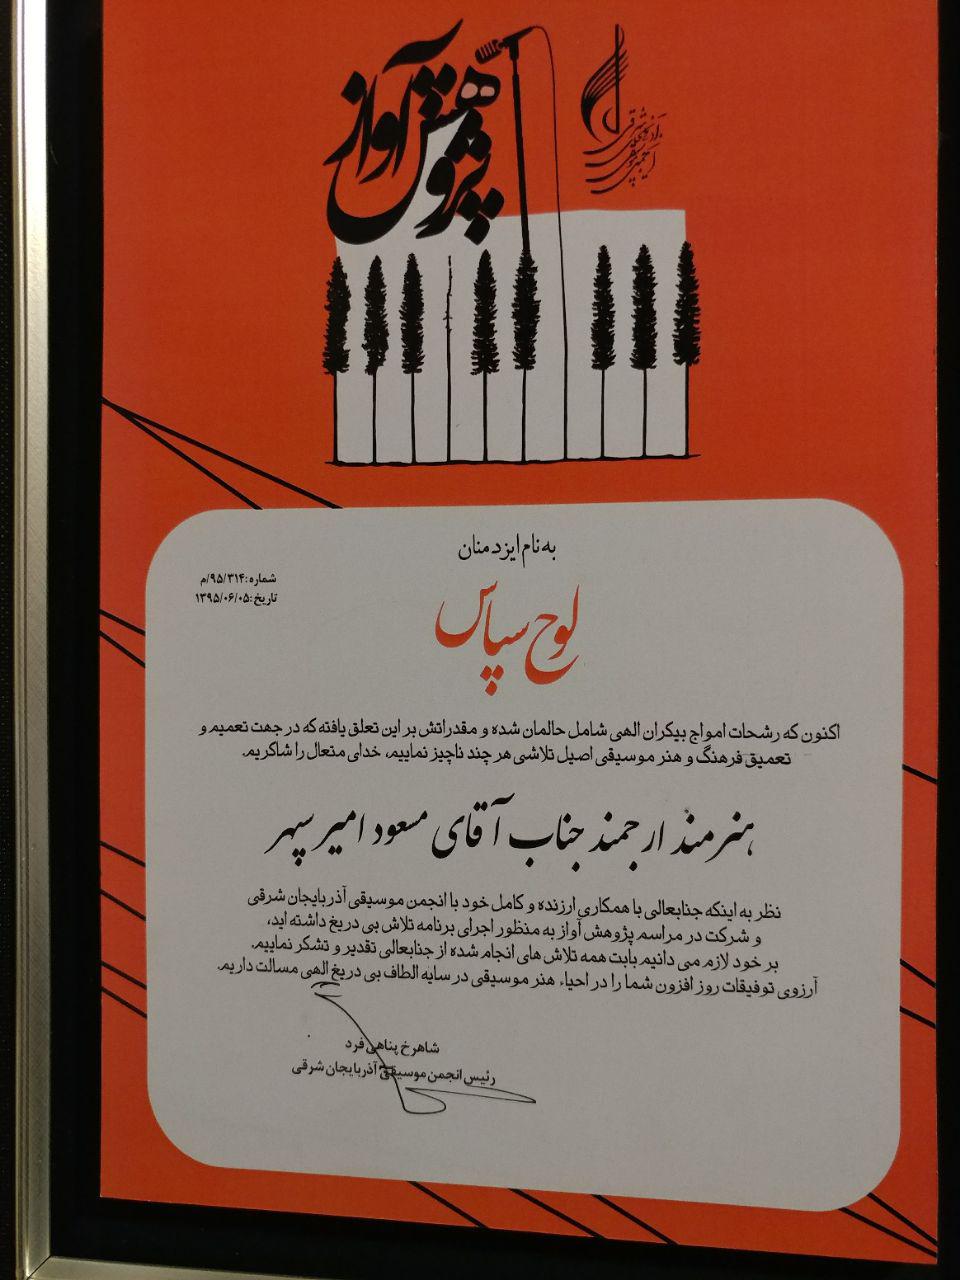 پژوهش آواز
انجمن موسیقی
آذربایجان شرقی
به نام ایزد منان
شماره: ۹۵/۳۱۴/م
تاریخ: ۱۳۹۵/۰۶/۰۵
لوح سپاس
اکنون که رشحات امواج بیکران الهی شامل حالمان شده و مقدراتش بر این تعلق یافته که در جهت تعمیم و
تعمیق فرهنگ و هنر موسیقی اصیل تلاشی هر چند ناچیز نماییم، خدای متعال را شاکریم.
هنرمند ارجمند جناب آقای مسعود امیر سپهر
نظر به اینکه جنابعالی با همکاری ارزنده و کامل خود با انجمن موسیقی آذربایجان شرقی
و شرکت در مراسم پژوهش آواز به منظور اجرای برنامه تلاش بی دریغ داشته اید،
بر خود لازم می دانیم بابت همه تلاش های انجام شده از جنابعالی تقدیر و تشکر نماییم.
آرزوی توفیقات روز افزون شما را در احیاء هنر موسیقی در سایه الطاف بی دریغ الهی مسالت داریم.
شاهرخ پناهی فرد
رئیس انجمن موسیقی آذربایجان شرقی